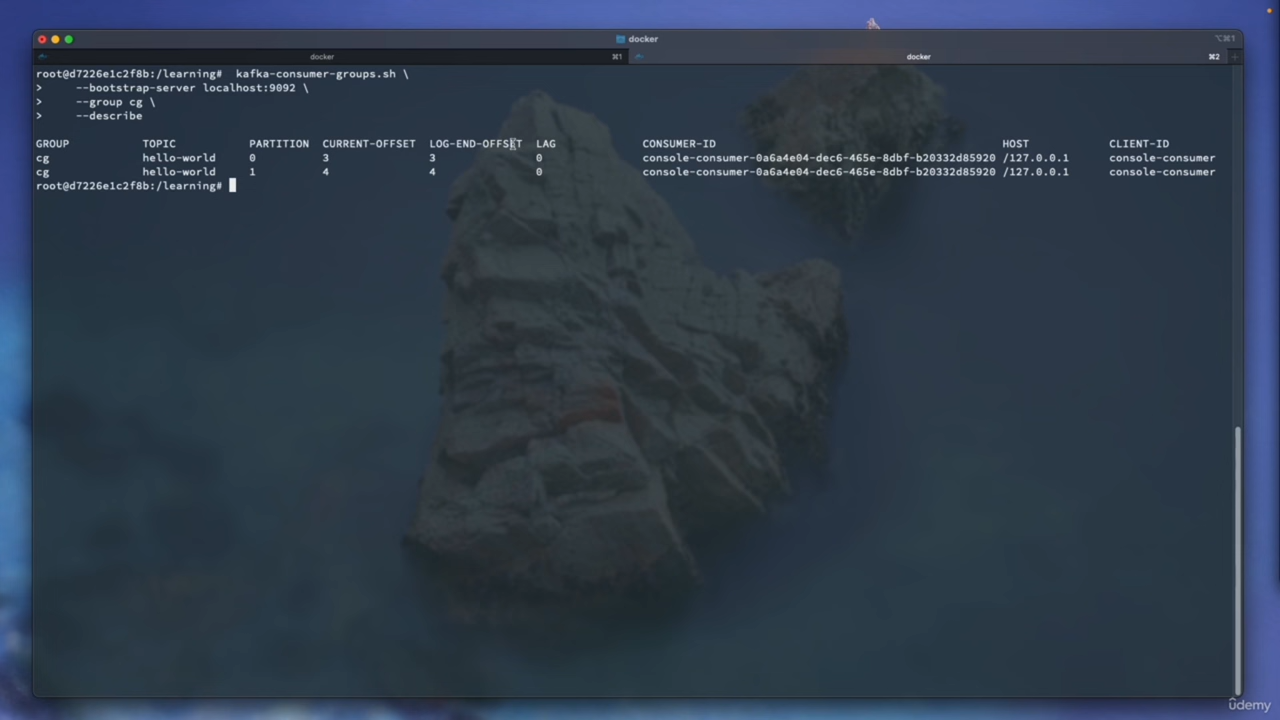 docker
⌥⌘1
docker ⌘1 docker ⌘2
root@d7226e1c2f8b:/learning#  kafka-consumer-groups.sh \
>     --bootstrap-server localhost:9092 \
>     --group cg \
>     --describe
GROUP TOPIC PARTITION CURRENT-OFFSET LOG-END-OFFSET LAG CONSUMER-ID HOST CLIENT-ID
cg hello-world 0 3 3 0 console-consumer-0a6a4e04-dec6-465e-8dbf-b20332d85920 /127.0.0.1 console-consumer
cg hello-world 1 4 4 0 console-consumer-0a6a4e04-dec6-465e-8dbf-b20332d85920 /127.0.0.1 console-consumer
root@d7226e1c2f8b:/learning#
ûdemy